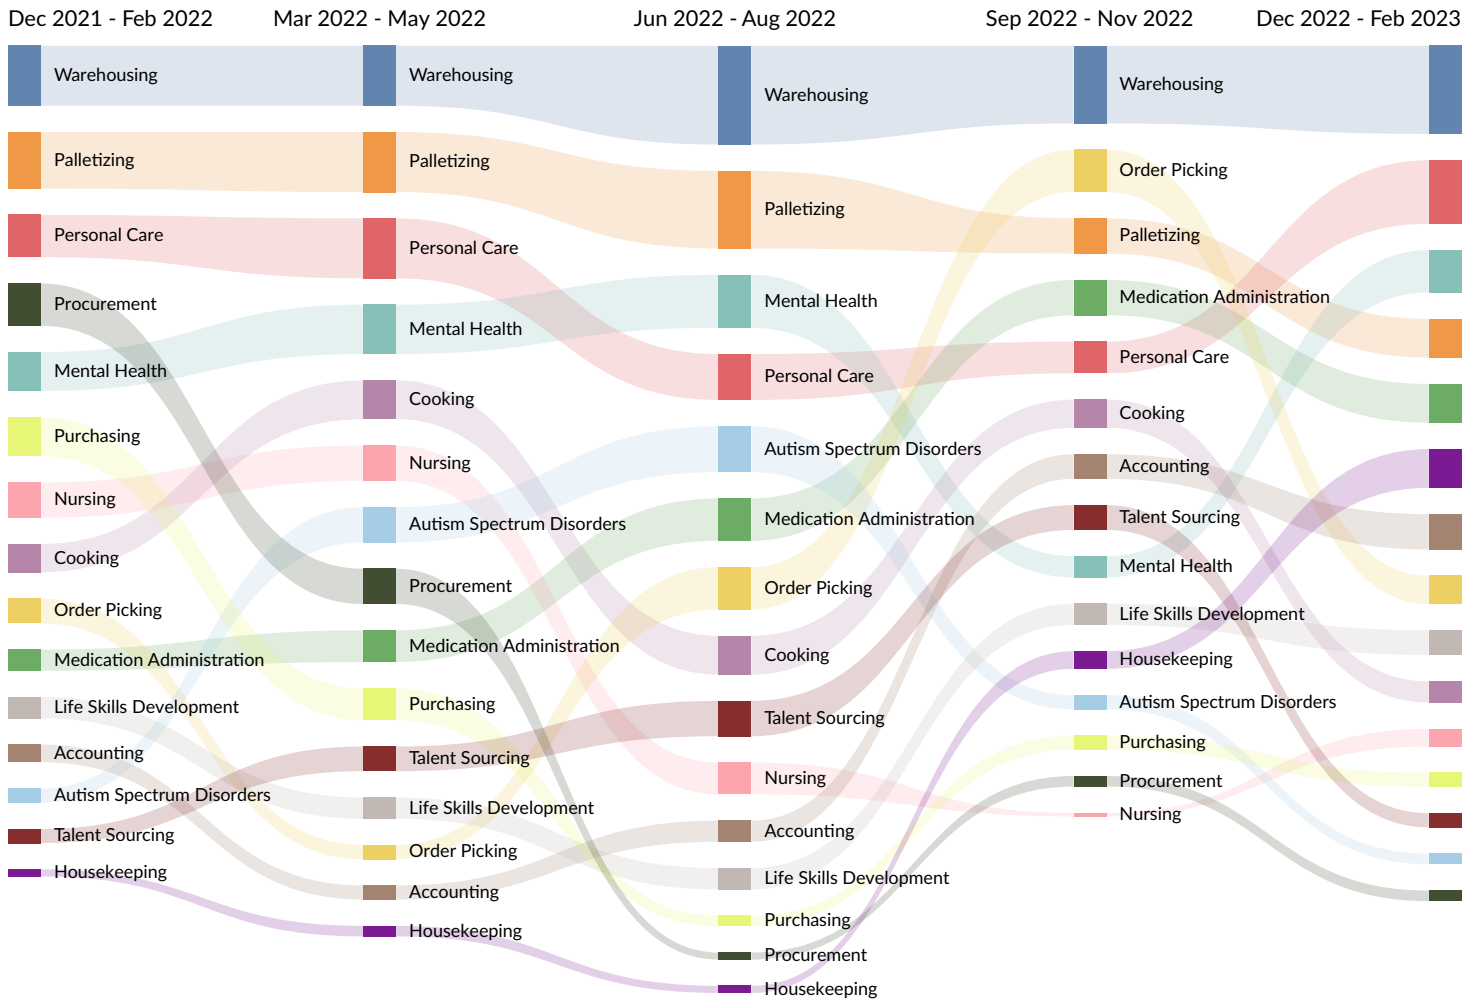 Dec 2021 - Feb 2022
Mar 2022 - May 2022
Jun 2022 - Aug 2022
Sep 2022 - Nov 2022
Dec 2022 - Feb 2023
Warehousing
Palletizing
Personal Care
Procurement
Mental Health
Purchasing
Nursing
Cooking
Order Picking
Medication Administration
Life Skills Development
Accounting
Autism Spectrum Disorders
Talent Sourcing
Housekeeping
Warehousing
Palletizing
Personal Care
Mental Health
Cooking
Nursing
Autism Spectrum Disorders
Procurement
Medication Administration
Purchasing
Talent Sourcing
Life Skills Development
Order Picking
Accounting
Housekeeping
Warehousing
Palletizing
Mental Health
Personal Care
Autism Spectrum Disorders
Medication Administration
Order Picking
Cooking
Talent Sourcing
Nursing
Accounting
Life Skills Development
Purchasing
Procurement
Housekeeping
Warehousing
Order Picking
Palletizing
Medication Administration
Personal Care
Cooking
Accounting
Talent Sourcing
Mental Health
Life Skills Development
Housekeeping
Autism Spectrum Disorders
Purchasing
Procurement
Nursing